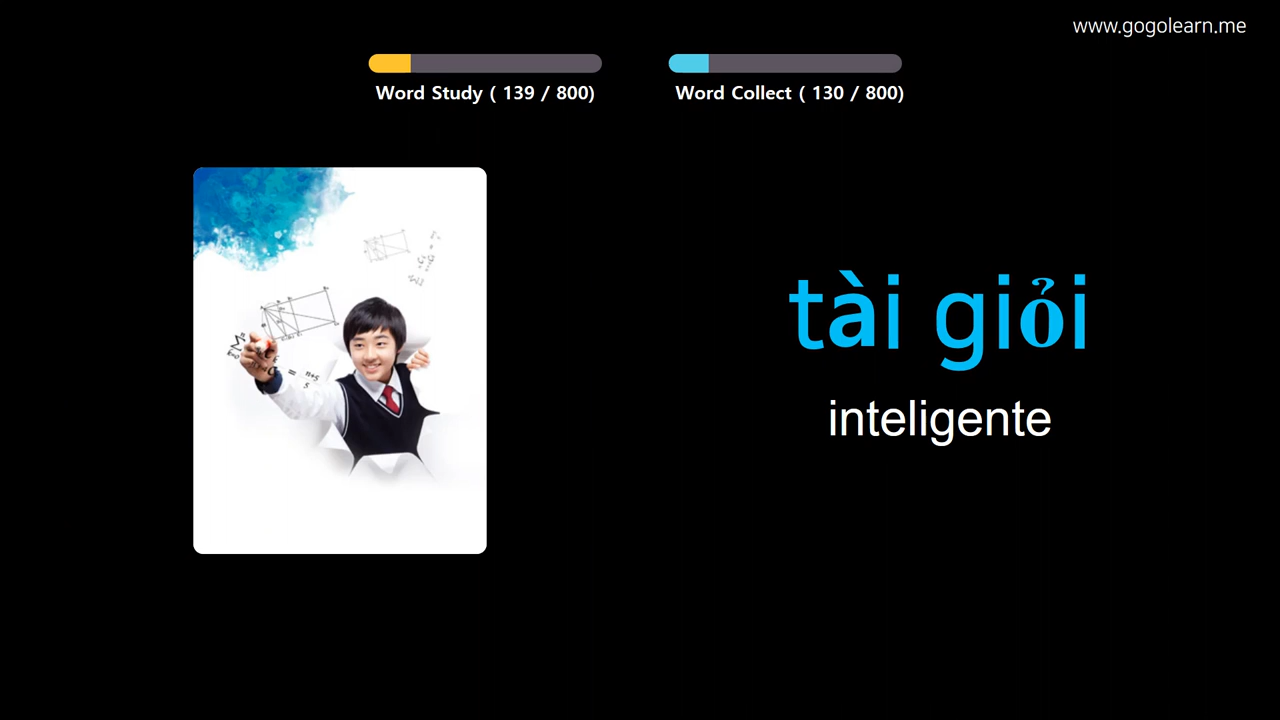 www.gogolearn.me
Word Study ( 139 / 800)
Word Collect ( 130 / 800)
tài giỏi
inteligente